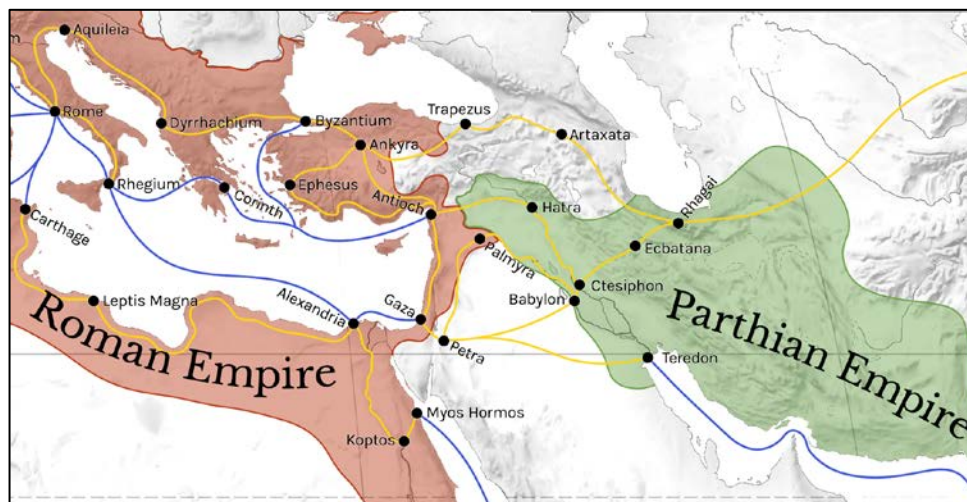 Aquileia
m
Rome
Dyrrhachium
Byzantium
Trapezus
Artaxata
Ankyra
Rhegium
Corinth
Ephesus
Antioch
Hatra
Rhagai
Carthage
Palmyra
Ecbatana
Leptis Magna
Alexandria
Gaza
Babylon
Ctesiphon
Petra
Teredon
Roman Empire
Parthian Empire
Myos Hormos
Koptos